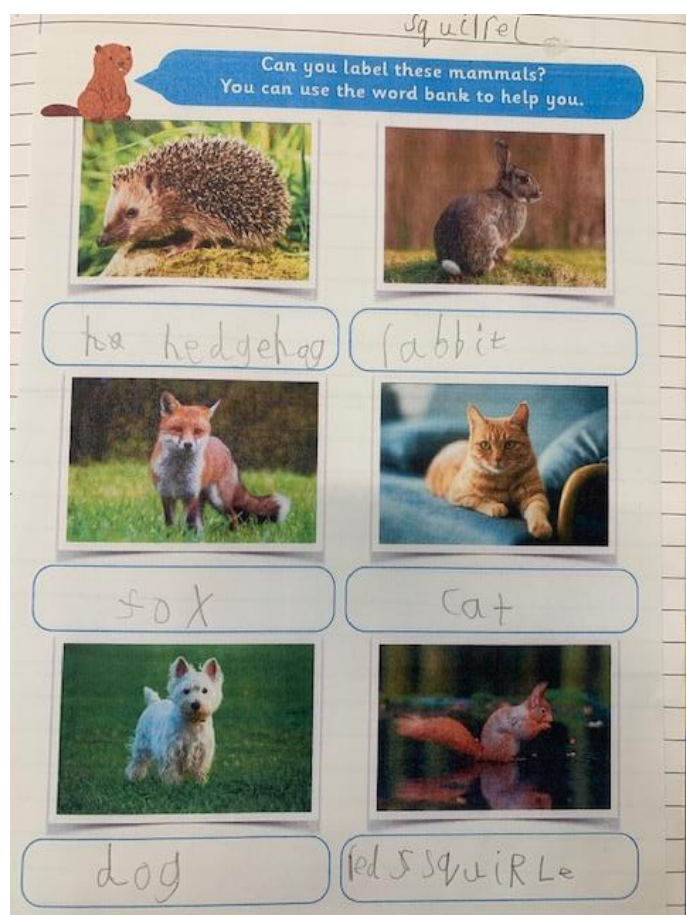 squirrel
Can you label these mammals?
You can use the word bank to help you.
hedgehog
rabbit
fox
cat
dog
red squiRLe